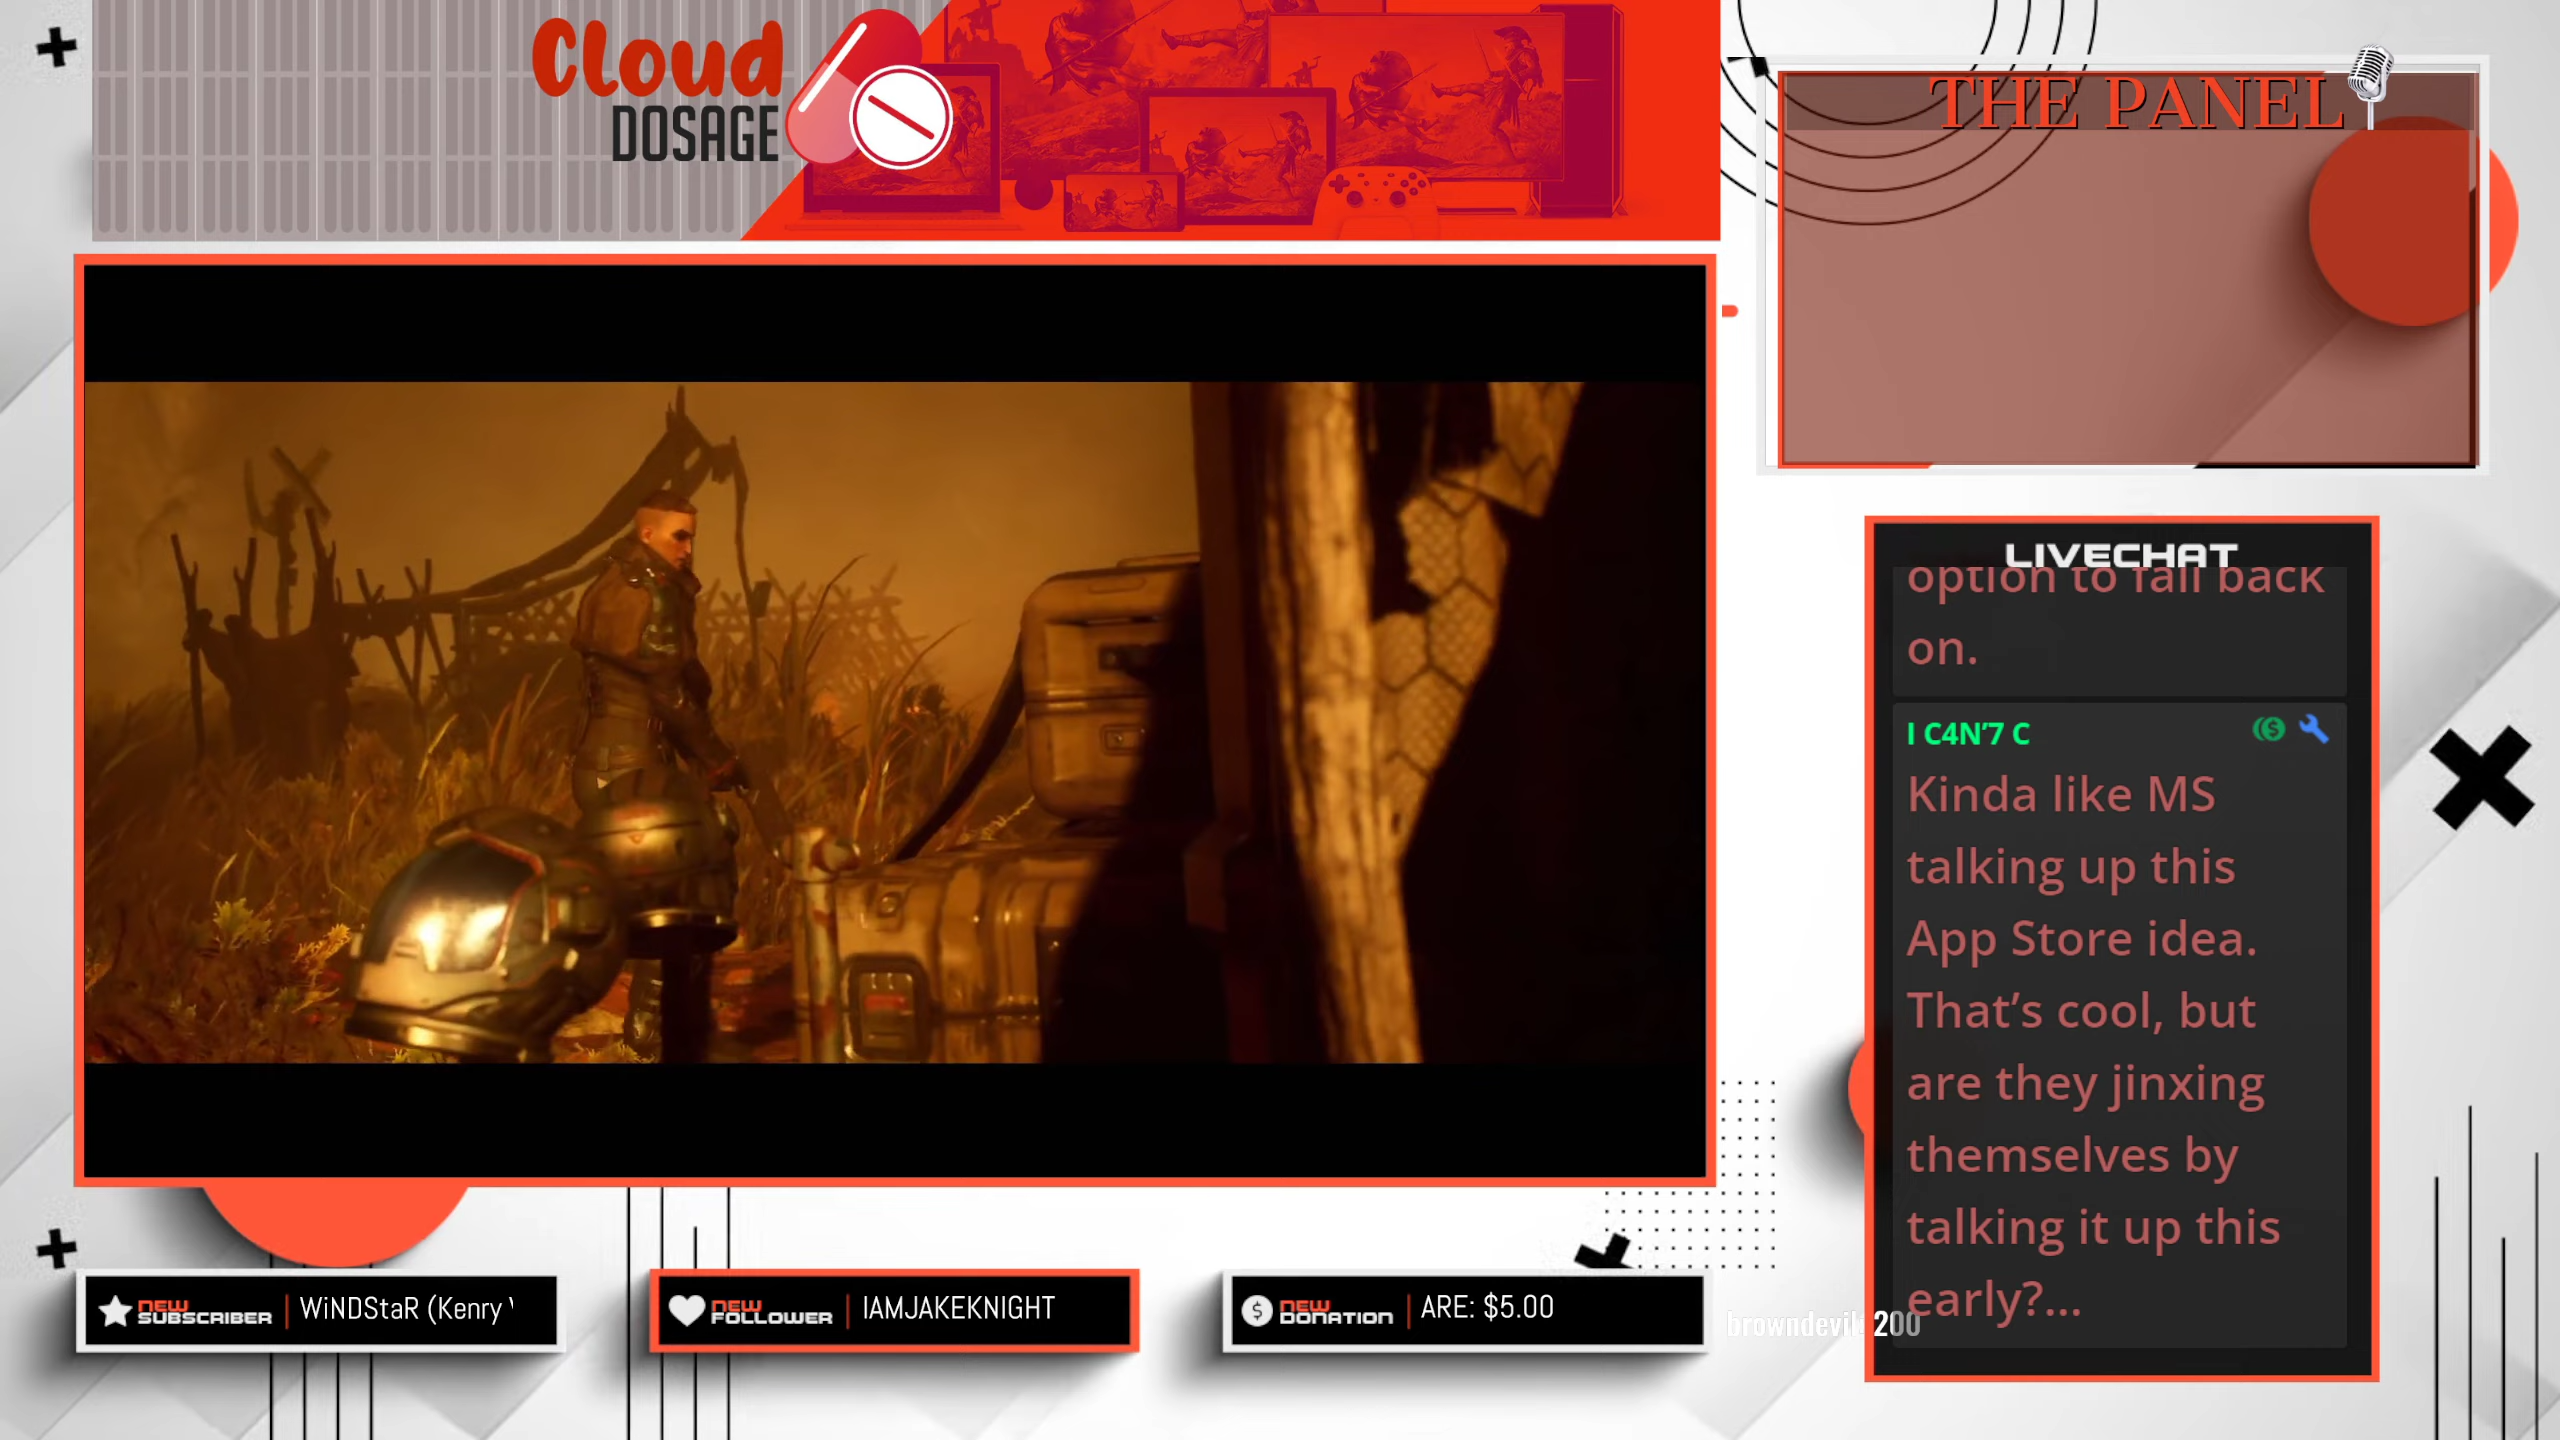 Cloud
DOSAGE
THE PANEL
LIVECHAT
option to fall back
on.
I C4N'7 C
Kinda like MS
talking up this
App Store idea.
That's cool, but
are they jinxing
themselves by
talking it up this
early?...
NEW
SUBSCRIBER
WiNDStaR (Kenry
NEW
FOLLOWER
IAMJAKEKNIGHT
NEW
DONATION
ARE: $5.00
200